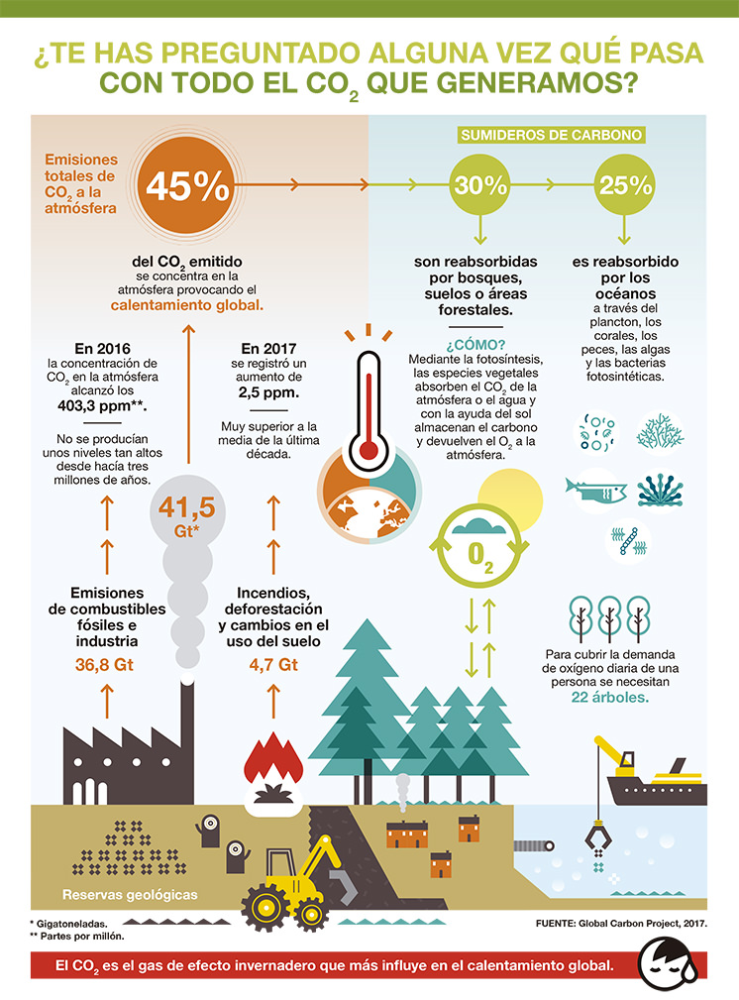 ¿TE HAS PREGUNTADO ALGUNA VEZ QUÉ PASA
CON TODO EL CO₂ QUE GENERAMOS?
SUMIDEROS DE CARBONO
Emisiones
totales de
CO₂ a la
atmósfera
45%
30%
25%
del CO₂ emitido
se concentra en la
atmósfera provocando el
calentamiento global.
son reabsorbidas
por bosques,
suelos o áreas
forestales.
es reabsorbido
por los
océanos
a través del
plancton, los
corales, los
peces, las algas
y las bacterias
fotosintéticas.
¿CÓMO?
Mediante la fotosíntesis,
las especies vegetales
absorben el CO₂ de la
atmósfera o el agua y
con la ayuda del sol
almacenan el carbono
y devuelven el O₂ a la
atmósfera.
En 2016
la concentración de
CO₂ en la atmósfera
alcanzó los
403,3 ppm**.
No se producían
unos niveles tan altos
desde hacía tres
millones de años.
En 2017
se registró un
aumento de
2,5 ppm.
Muy superior a la
media de la última
década.
41,5
Gt*
O₂
Emisiones
de combustibles
fósiles e
industria
36,8 Gt
Incendios,
deforestación
y cambios en el
uso del suelo
4,7 Gt
Para cubrir la demanda
de oxígeno diaria de una
persona se necesitan
22 árboles.
Reservas geológicas
* Gigatoneladas.
** Partes por millón.
FUENTE: Global Carbon Project, 2017.
El CO₂ es el gas de efecto invernadero que más influye en el calentamiento global.